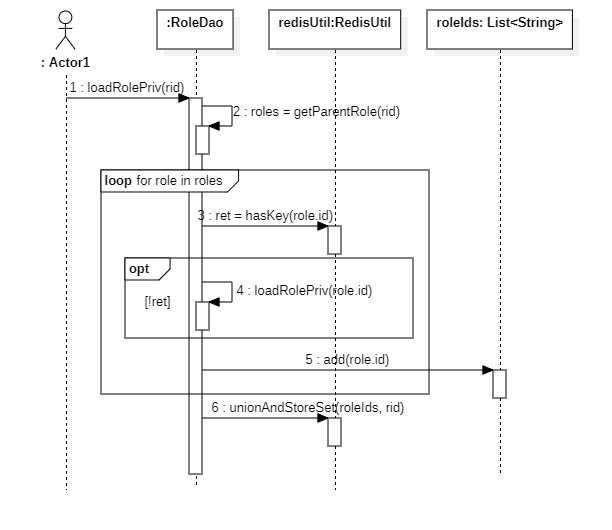 :RoleDao
redisUtil:RedisUtil
roleIds: List<String>
: Actor1
1 : loadRolePriv(rid)
2 : roles = getParentRole(rid)
loop for role in roles
3 : ret = hasKey(role.id)
opt
[!ret]
4 : loadRolePriv(role.id)
5 : add(role.id)
6 : unionAndStoreSet(roleIds, rid)